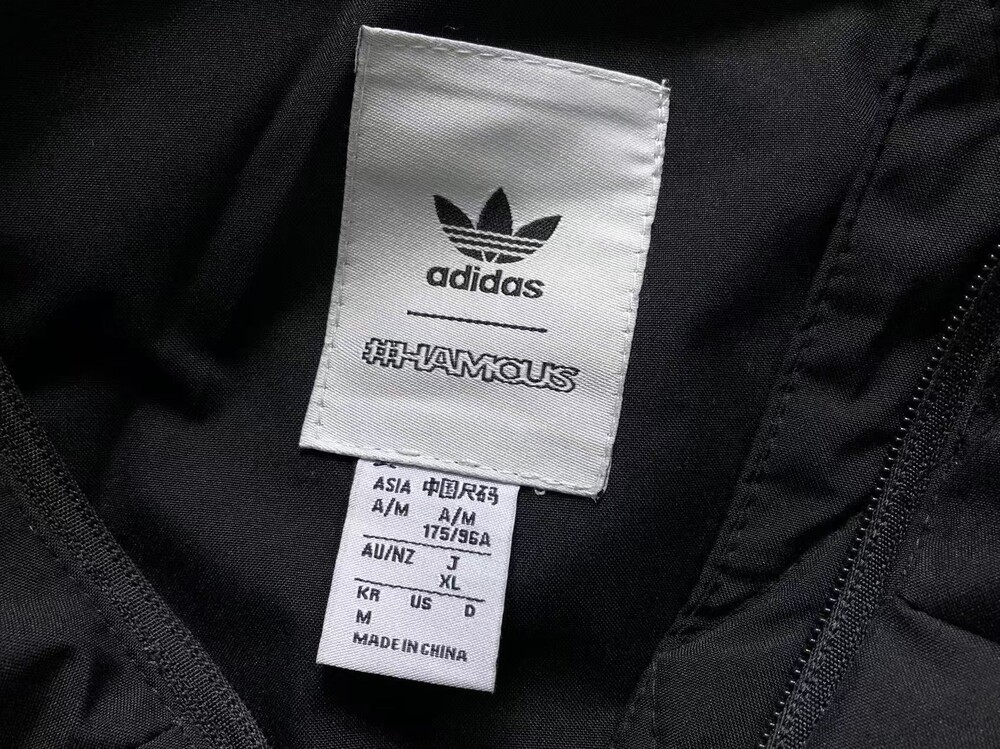 adidas
#HAMOUS
ASIA 中国尺码
A/M A/M
175/96A
AU/NZ J
XL
KR US D
M
MADE IN CHINA